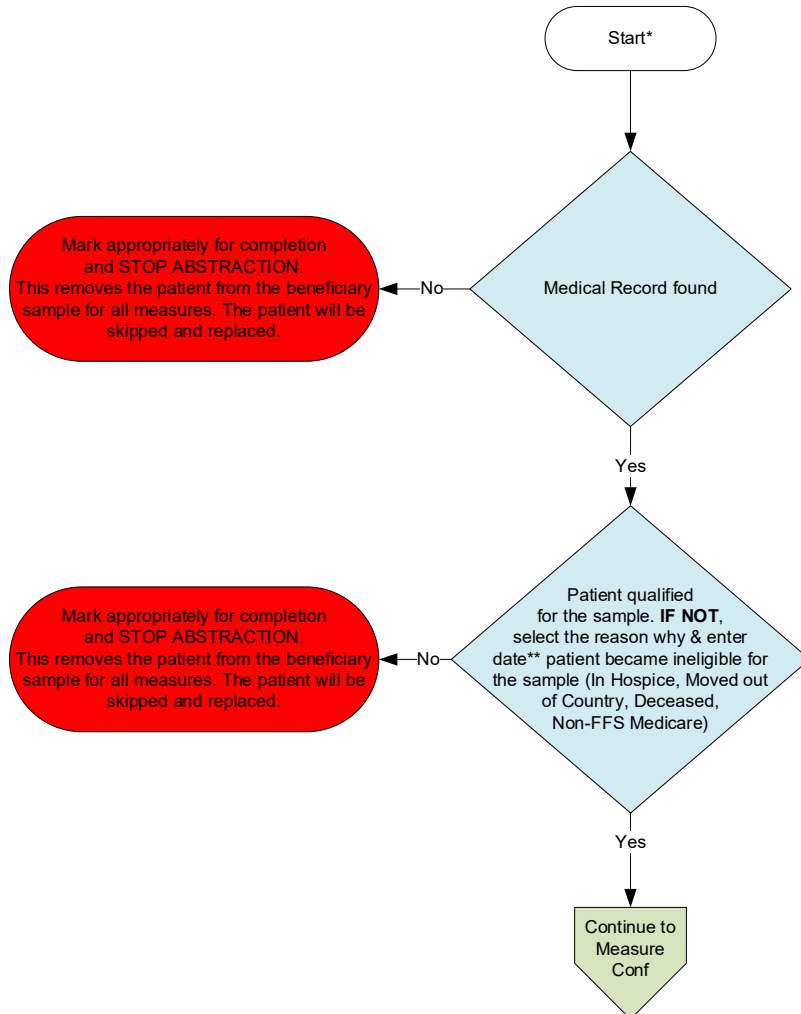 Start*
Medical Record found
No
Mark appropriately for completion
and STOP ABSTRACTION.
This removes the patient from the beneficiary
sample for all measures. The patient will be
skipped and replaced.
Yes
Patient qualified
for the sample. IF NOT,
select the reason why & enter
date** patient became ineligible for
the sample (In Hospice, Moved out
of Country, Deceased,
Non-FFS Medicare)
No
Mark appropriately for completion
and STOP ABSTRACTION.
This removes the patient from the beneficiary
sample for all measures. The patient will be
skipped and replaced.
Yes
Continue to
Measure
Conf